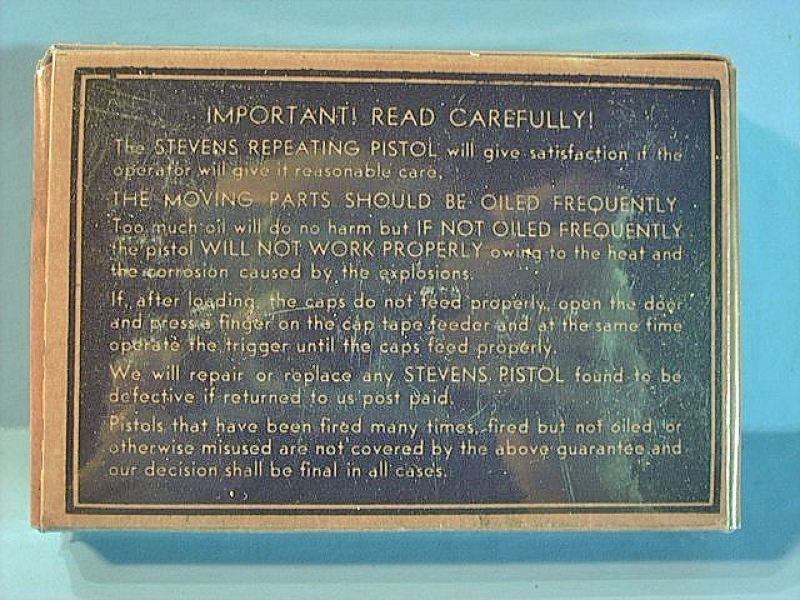 IMPORTANT! READ CAREFULLY!
The STEVENS REPEATING PISTOL will give satisfaction if the
operator will give it reasonable care,
THE MOVING PARTS SHOULD BE OILED FREQUENTLY
Too much oil will do no harm but IF NOT OILED FREQUENTLY
the pistol WILL NOT WORK PROPERLY owing to the heat and
the corrosion caused by the explosions.
If, after loading, the caps do not feed properly, open the door
and press a finger on the cap tape feeder and at the same time
operate the trigger until the caps feed properly.
We will repair or replace any STEVENS PISTOL found to be
defective if returned to us post paid.
Pistols that have been fired many times, fired but not oiled, or
otherwise misused are not covered by the above guarantee and
our decision shall be final in all cases.